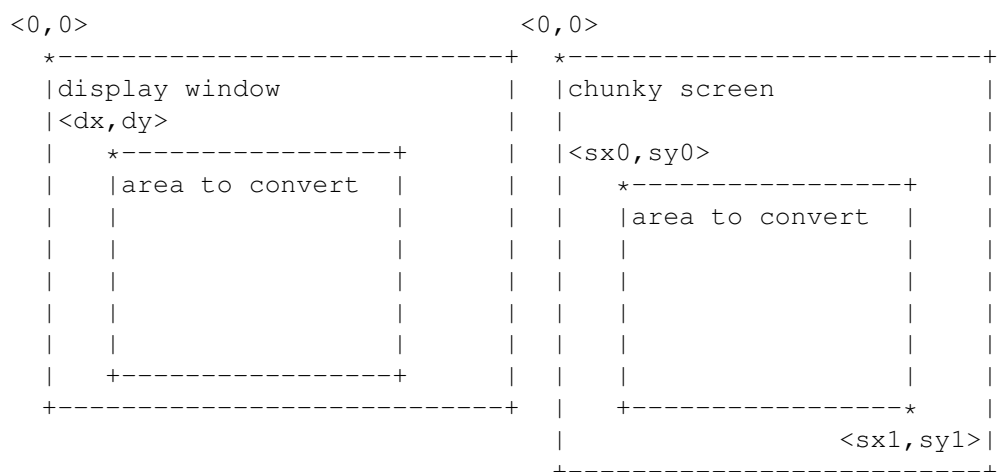 <0,0> <0,0>
display window chunky screen
<dx,dy>
<sx0,sy0>
area to convert
area to convert
<sx1,sy1>